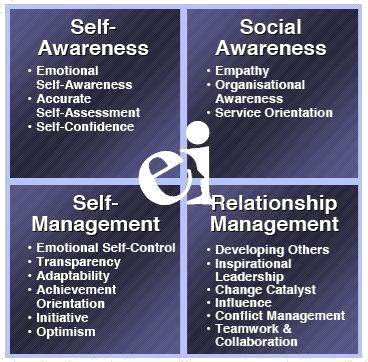 Self-
Awareness
• Emotional
Self-Awareness
• Accurate
Self-Assessment
• Self-Confidence
Social
Awareness
• Empathy
• Organisational
Awareness
• Service Orientation
ei
Self-
Management
• Emotional Self-Control
• Transparency
• Adaptability
• Achievement
Orientation
• Initiative
• Optimism
Relationship
Management
• Developing Others
• Inspirational
Leadership
• Change Catalyst
• Influence
• Conflict Management
• Teamwork &
Collaboration